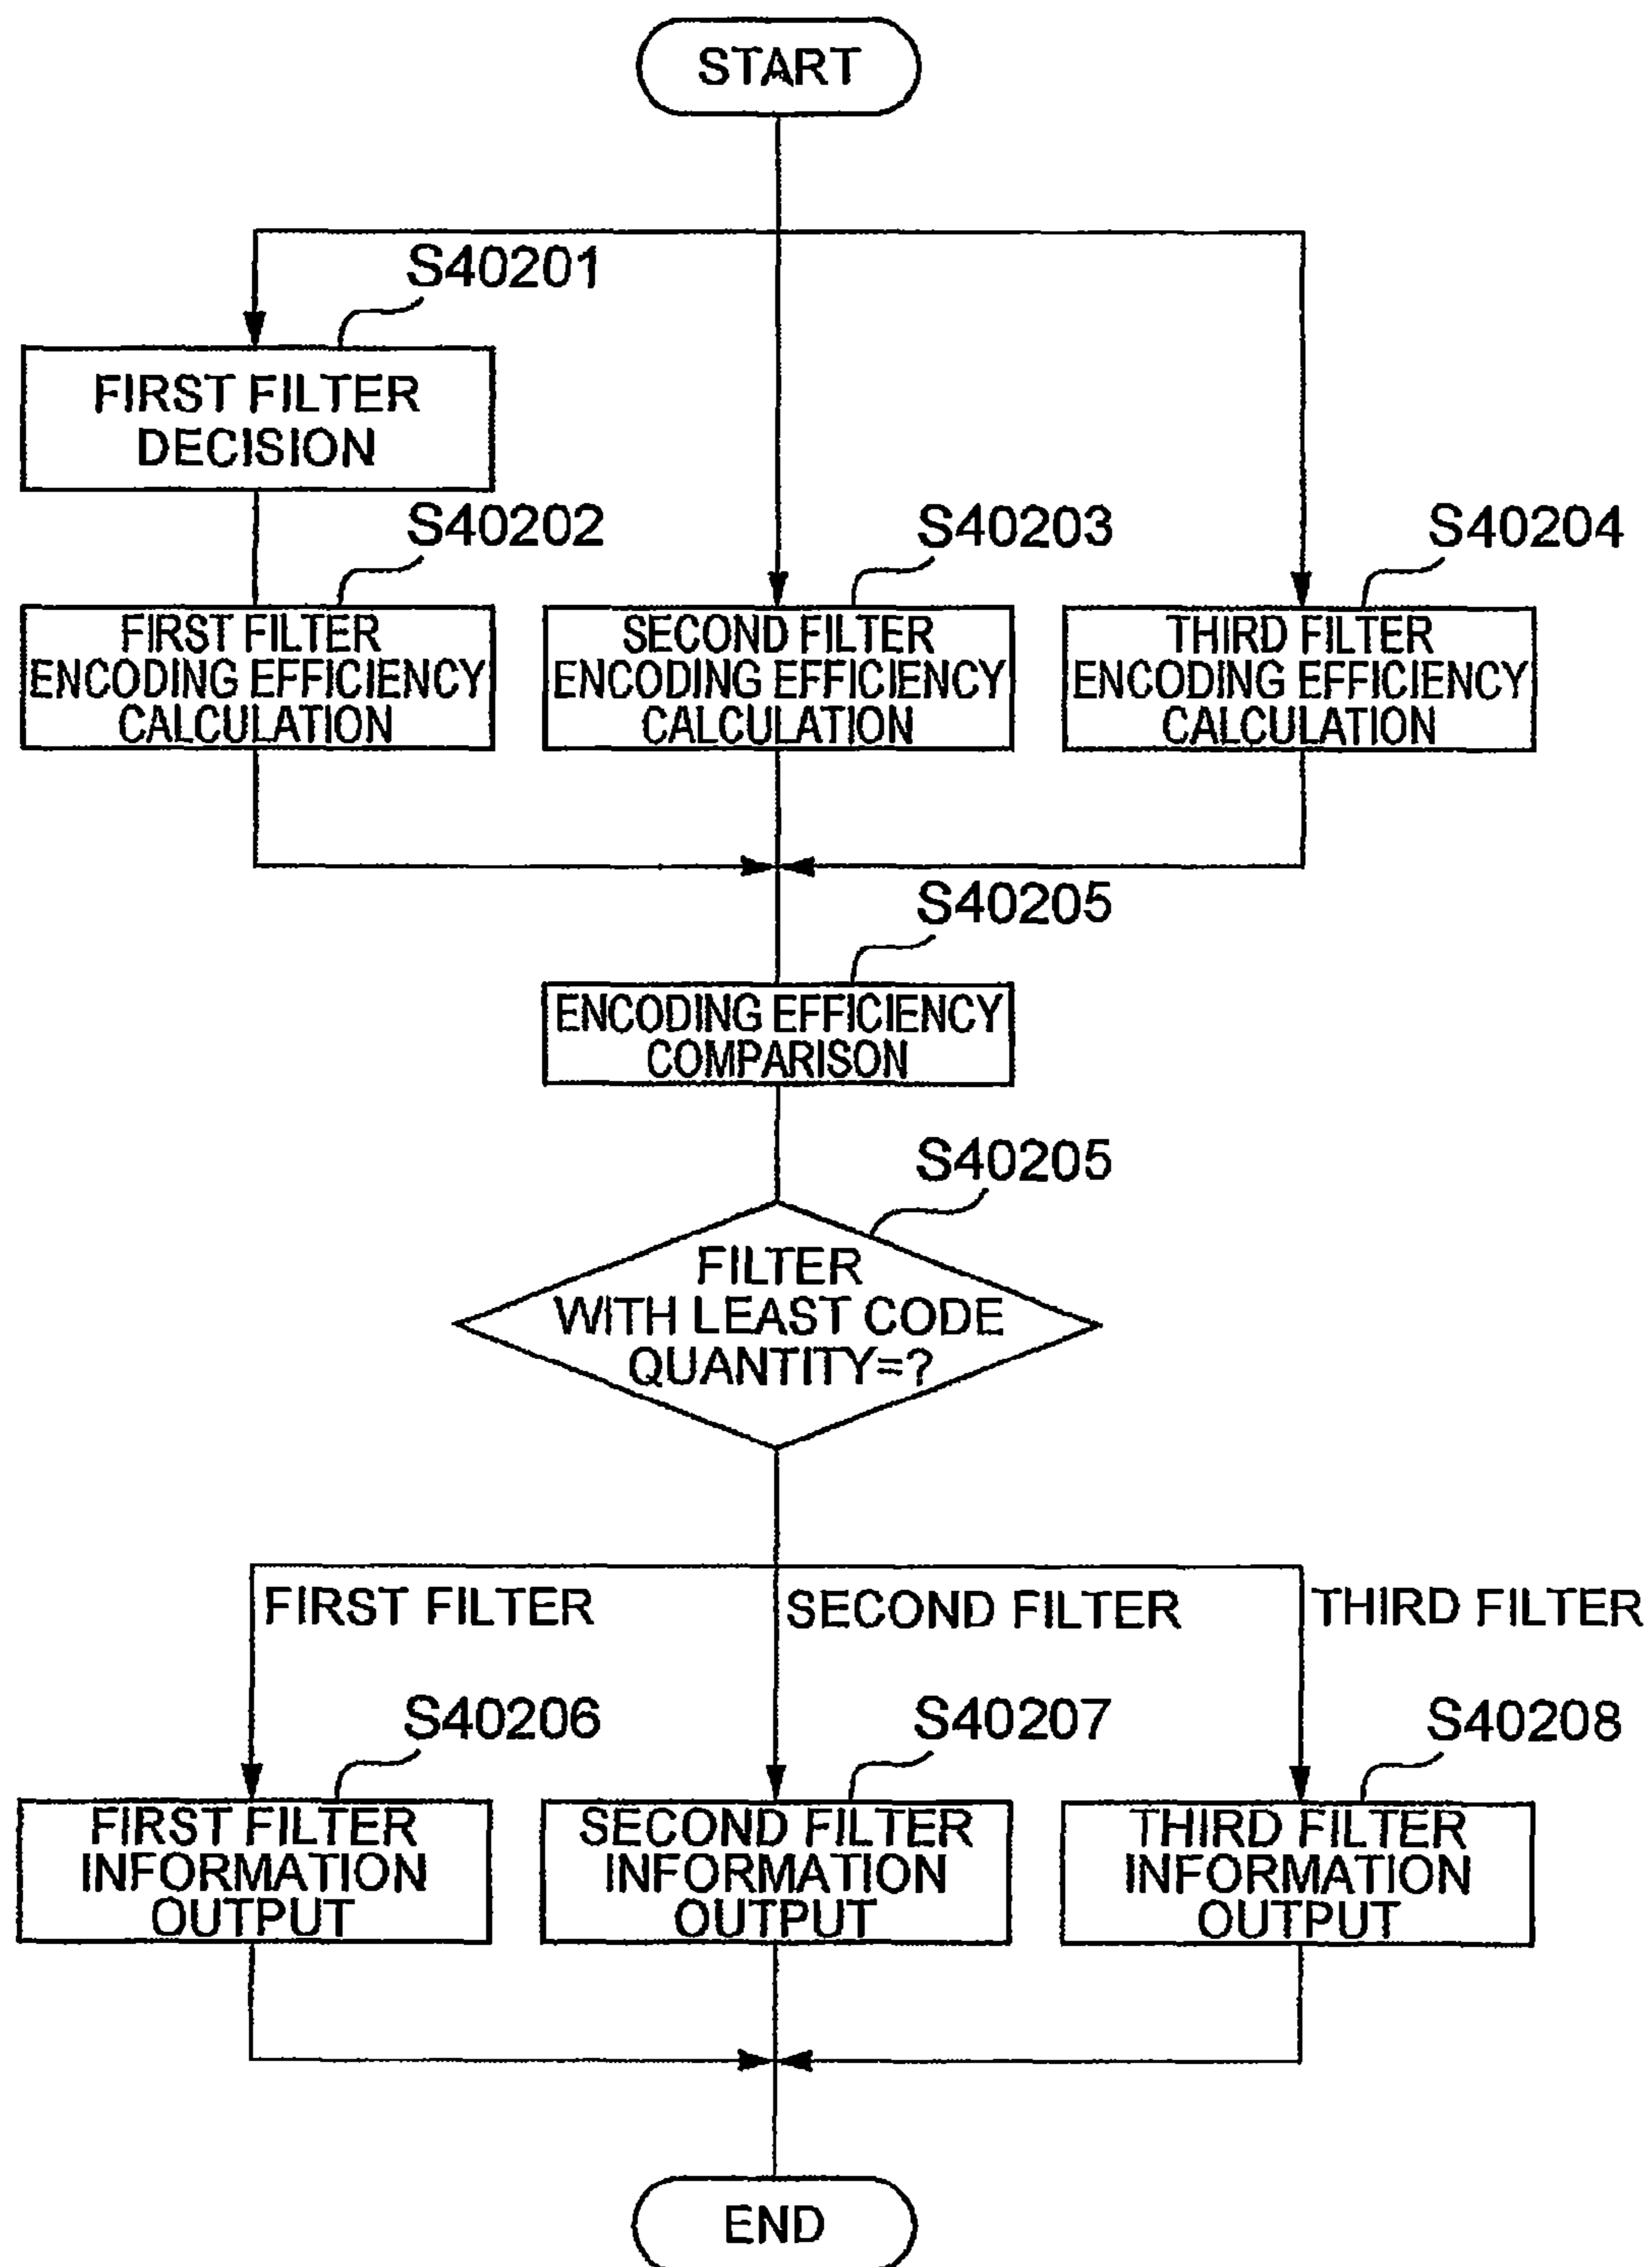 START
S40201
FIRST FILTER
DECISION
S40202
FIRST FILTER
ENCODING EFFICIENCY
CALCULATION
S40203
SECOND FILTER
ENCODING EFFICIENCY
CALCULATION
S40204
THIRD FILTER
ENCODING EFFICIENCY
CALCULATION
S40205
ENCODING EFFICIENCY
COMPARISON
S40205
FILTER
WITH LEAST CODE
QUANTITY=?
FIRST FILTER
SECOND FILTER
THIRD FILTER
S40206
FIRST FILTER
INFORMATION
OUTPUT
S40207
SECOND FILTER
INFORMATION
OUTPUT
S40208
THIRD FILTER
INFORMATION
OUTPUT
END